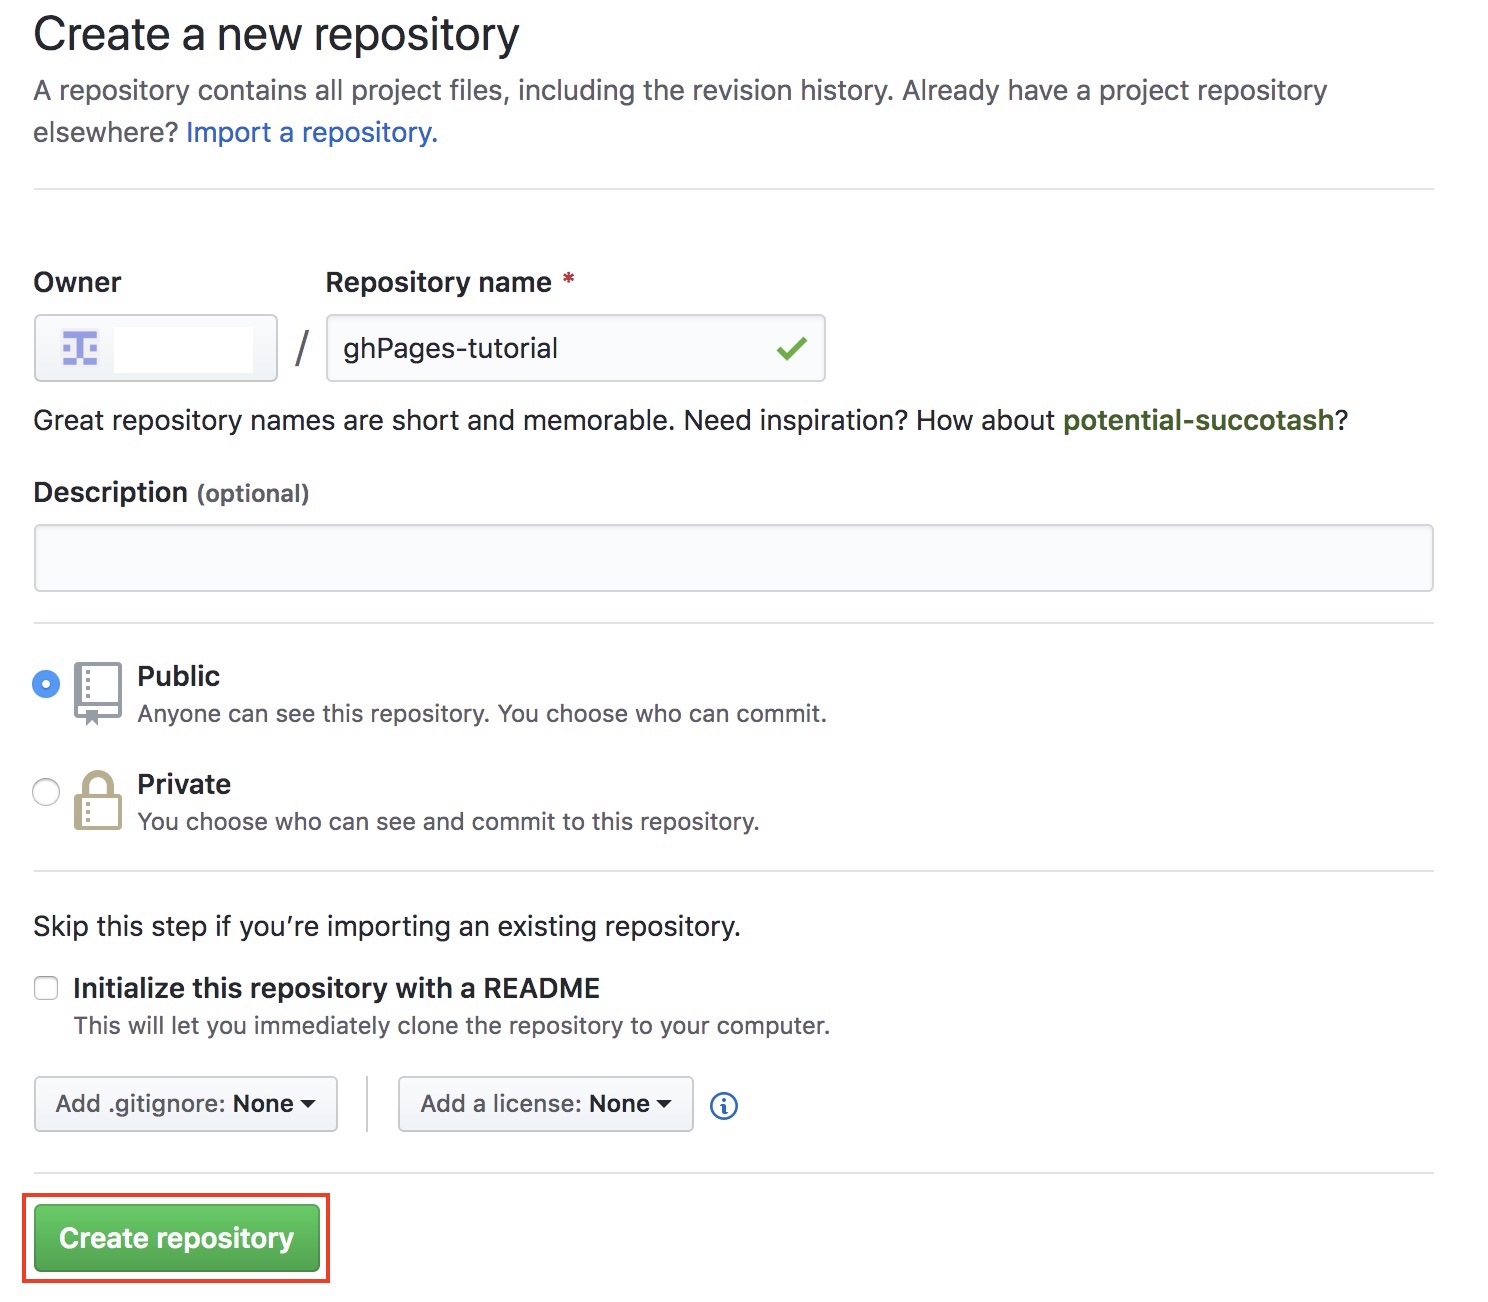 Create a new repository
A repository contains all project files, including the revision history. Already have a project repository
elsewhere? Import a repository.
Owner
Repository name *
/
ghPages-tutorial
Great repository names are short and memorable. Need inspiration? How about potential-succotash?
Description (optional)
Public
Anyone can see this repository. You choose who can commit.
Private
You choose who can see and commit to this repository.
Skip this step if you’re importing an existing repository.
Initialize this repository with a README
This will let you immediately clone the repository to your computer.
Add .gitignore: None
Add a license: None
Create repository